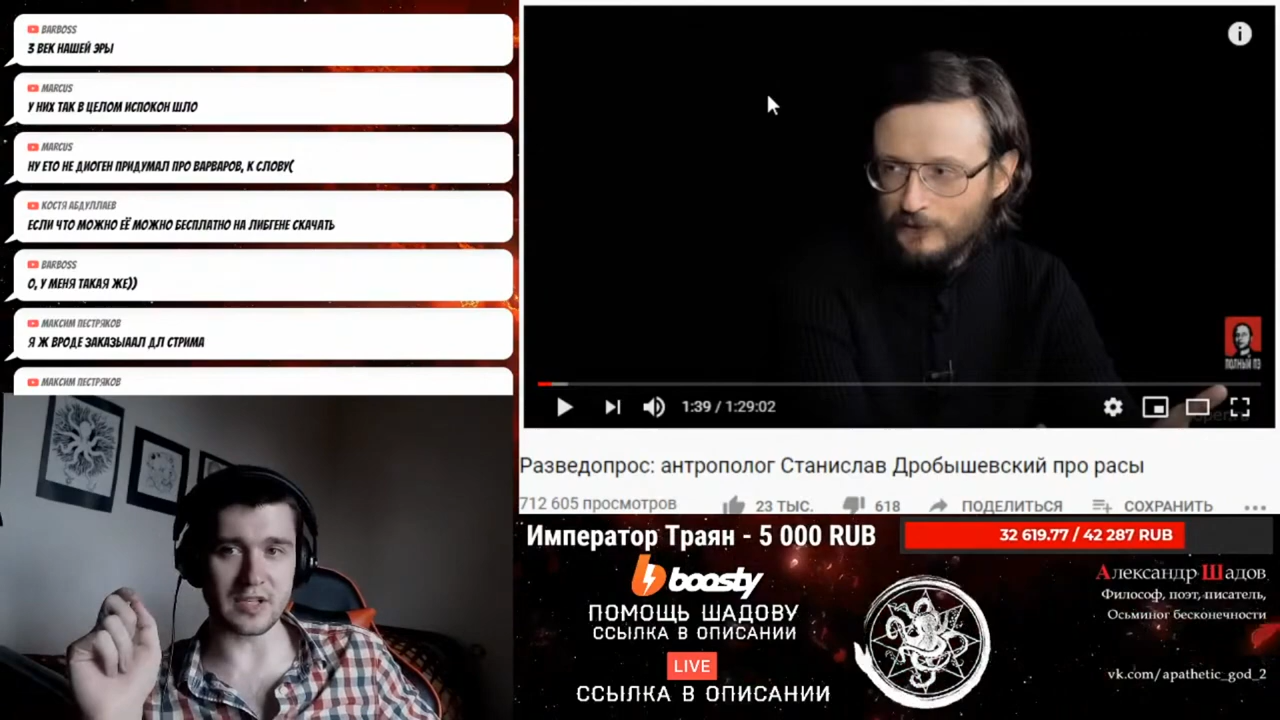 BARBOSS
3 ВЕК НАШЕЙ ЭРЫ
MARCUS
У НИХ ТАК В ЦЕЛОМ ИСПОКОН ШЛО
MARCUS
НУ ЕТО НЕ ДИОГЕН ПРИДУМАЛ ПРО ВАРВАРОВ, К СЛОВУ(
КОСТЯ АБДУЛЛАЕВ
ЕСЛИ ЧТО МОЖНО ЕЁ МОЖНО БЕСПЛАТНО НА ЛИБГЕНЕ СКАЧАТЬ
BARBOSS
О, У МЕНЯ ТАКАЯ ЖЕ))
МАКСИМ ПЕСТРЯКОВ
Я Ж ВРОДЕ ЗАКАЗЫААЛ ДЛ СТРИМА
МАКСИМ ПЕСТРЯКОВ
ПОЛНЫЙ ПЭ
1:39 / 1:29:02
Разведопрос: антрополог Станислав Дробышевский про расы
712 605 просмотров
23 ТЫС.
618
ПОДЕЛИТЬСЯ
СОХРАНИТЬ
Император Траян - 5 000 RUB
32 619.77 / 42 287 RUB
boosty
ПОМОЩЬ ШАДОВУ
ССЫЛКА В ОПИСАНИИ
LIVE
ССЫЛКА В ОПИСАНИИ
Александр Шадов
Философ, поэт, писатель,
Осьминог бесконечности
vk.com/apathetic_god_2